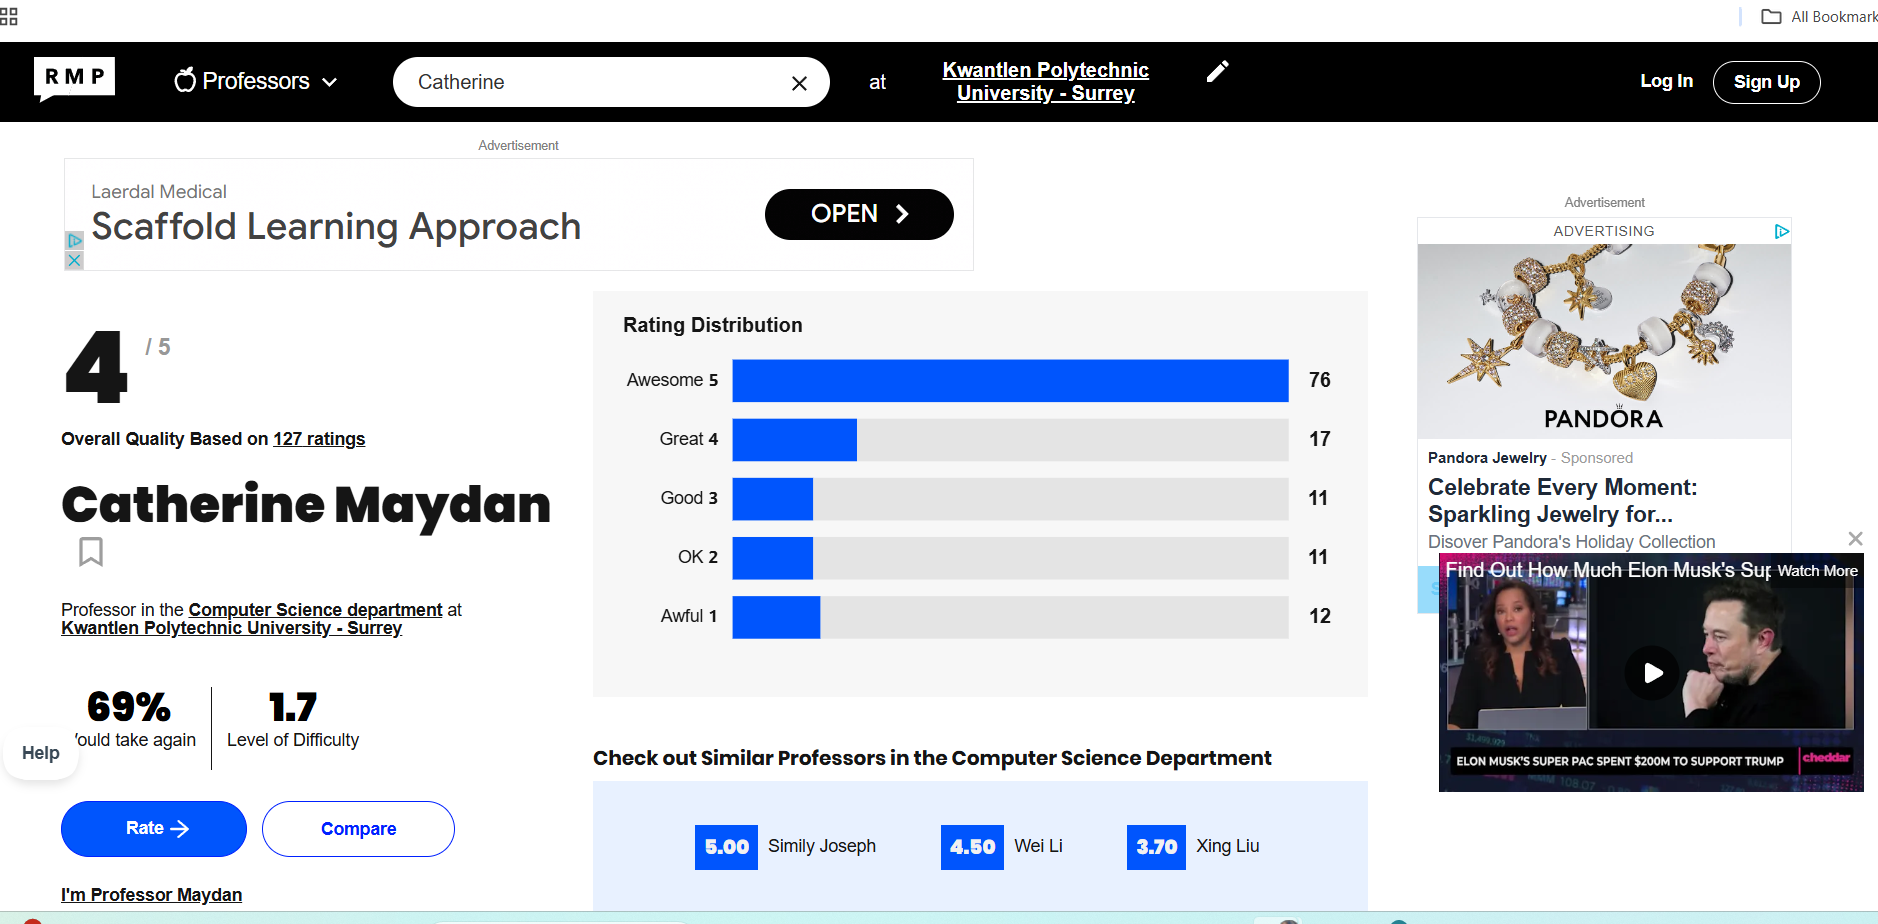 All Bookmark
RMP
Professors
Catherine
at
Kwantlen Polytechnic
University - Surrey
Log In
Sign Up
Advertisement
Laerdal Medical
Scaffold Learning Approach
OPEN
Advertisement
ADVERTISING
PANDORA
Pandora Jewelry - Sponsored
Celebrate Every Moment:
Sparkling Jewelry for...
Disover Pandora's Holiday Collection
Find Out How Much Elon Musk's Sup
Watch More
ELON MUSK'S SUPER PAC SPENT $200M TO SUPPORT TRUMP
cheddar
4 / 5
Overall Quality Based on 127 ratings
Catherine Maydan
Professor in the Computer Science department at
Kwantlen Polytechnic University - Surrey
69%
ould take again
1.7
Level of Difficulty
Help
Rate
Compare
I'm Professor Maydan
Rating Distribution
Awesome 5 76
Great 4 17
Good 3 11
OK 2 11
Awful 1 12
Check out Similar Professors in the Computer Science Department
5.00 Simily Joseph
4.50 Wei Li
3.70 Xing Liu